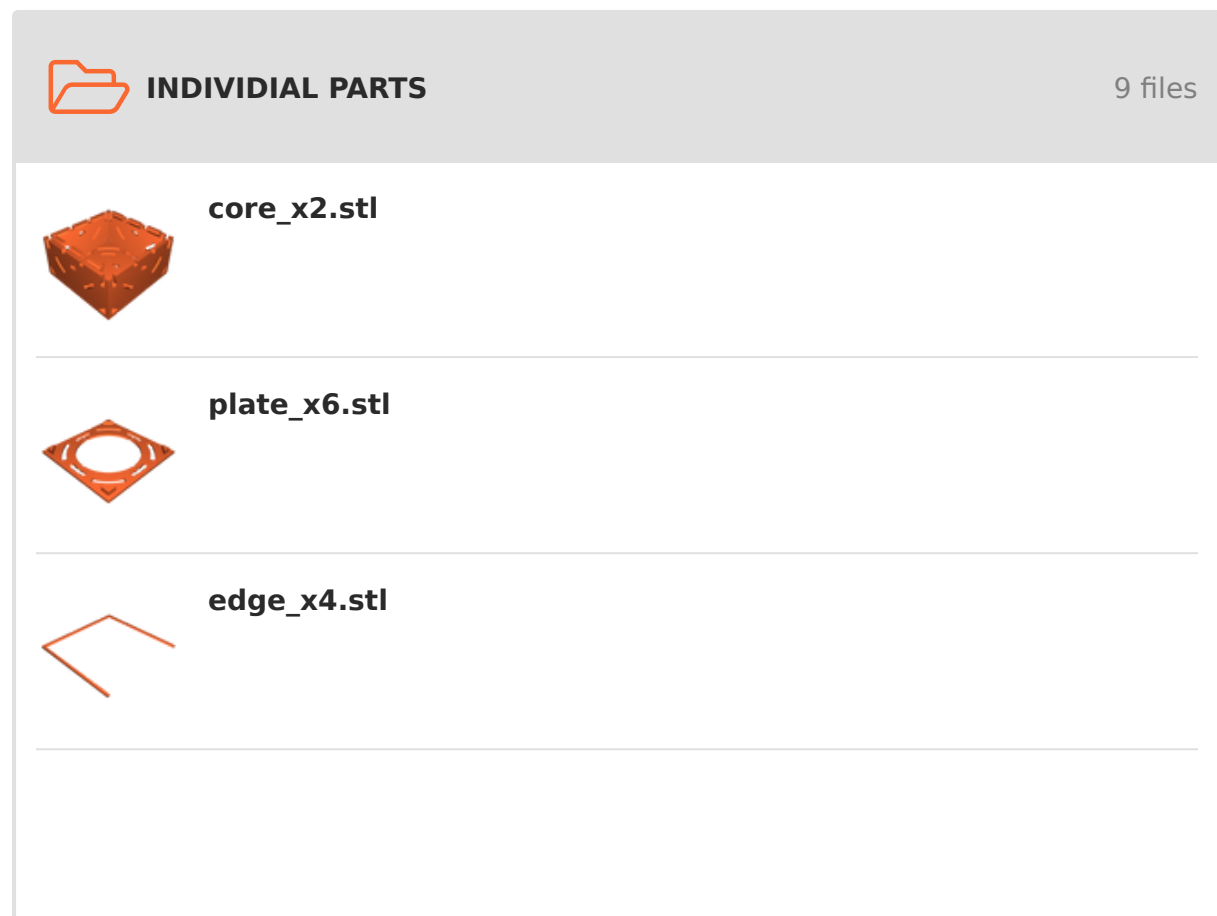 INDIVIDIAL PARTS
9 files
core_x2.stl
plate_x6.stl
edge_x4.stl